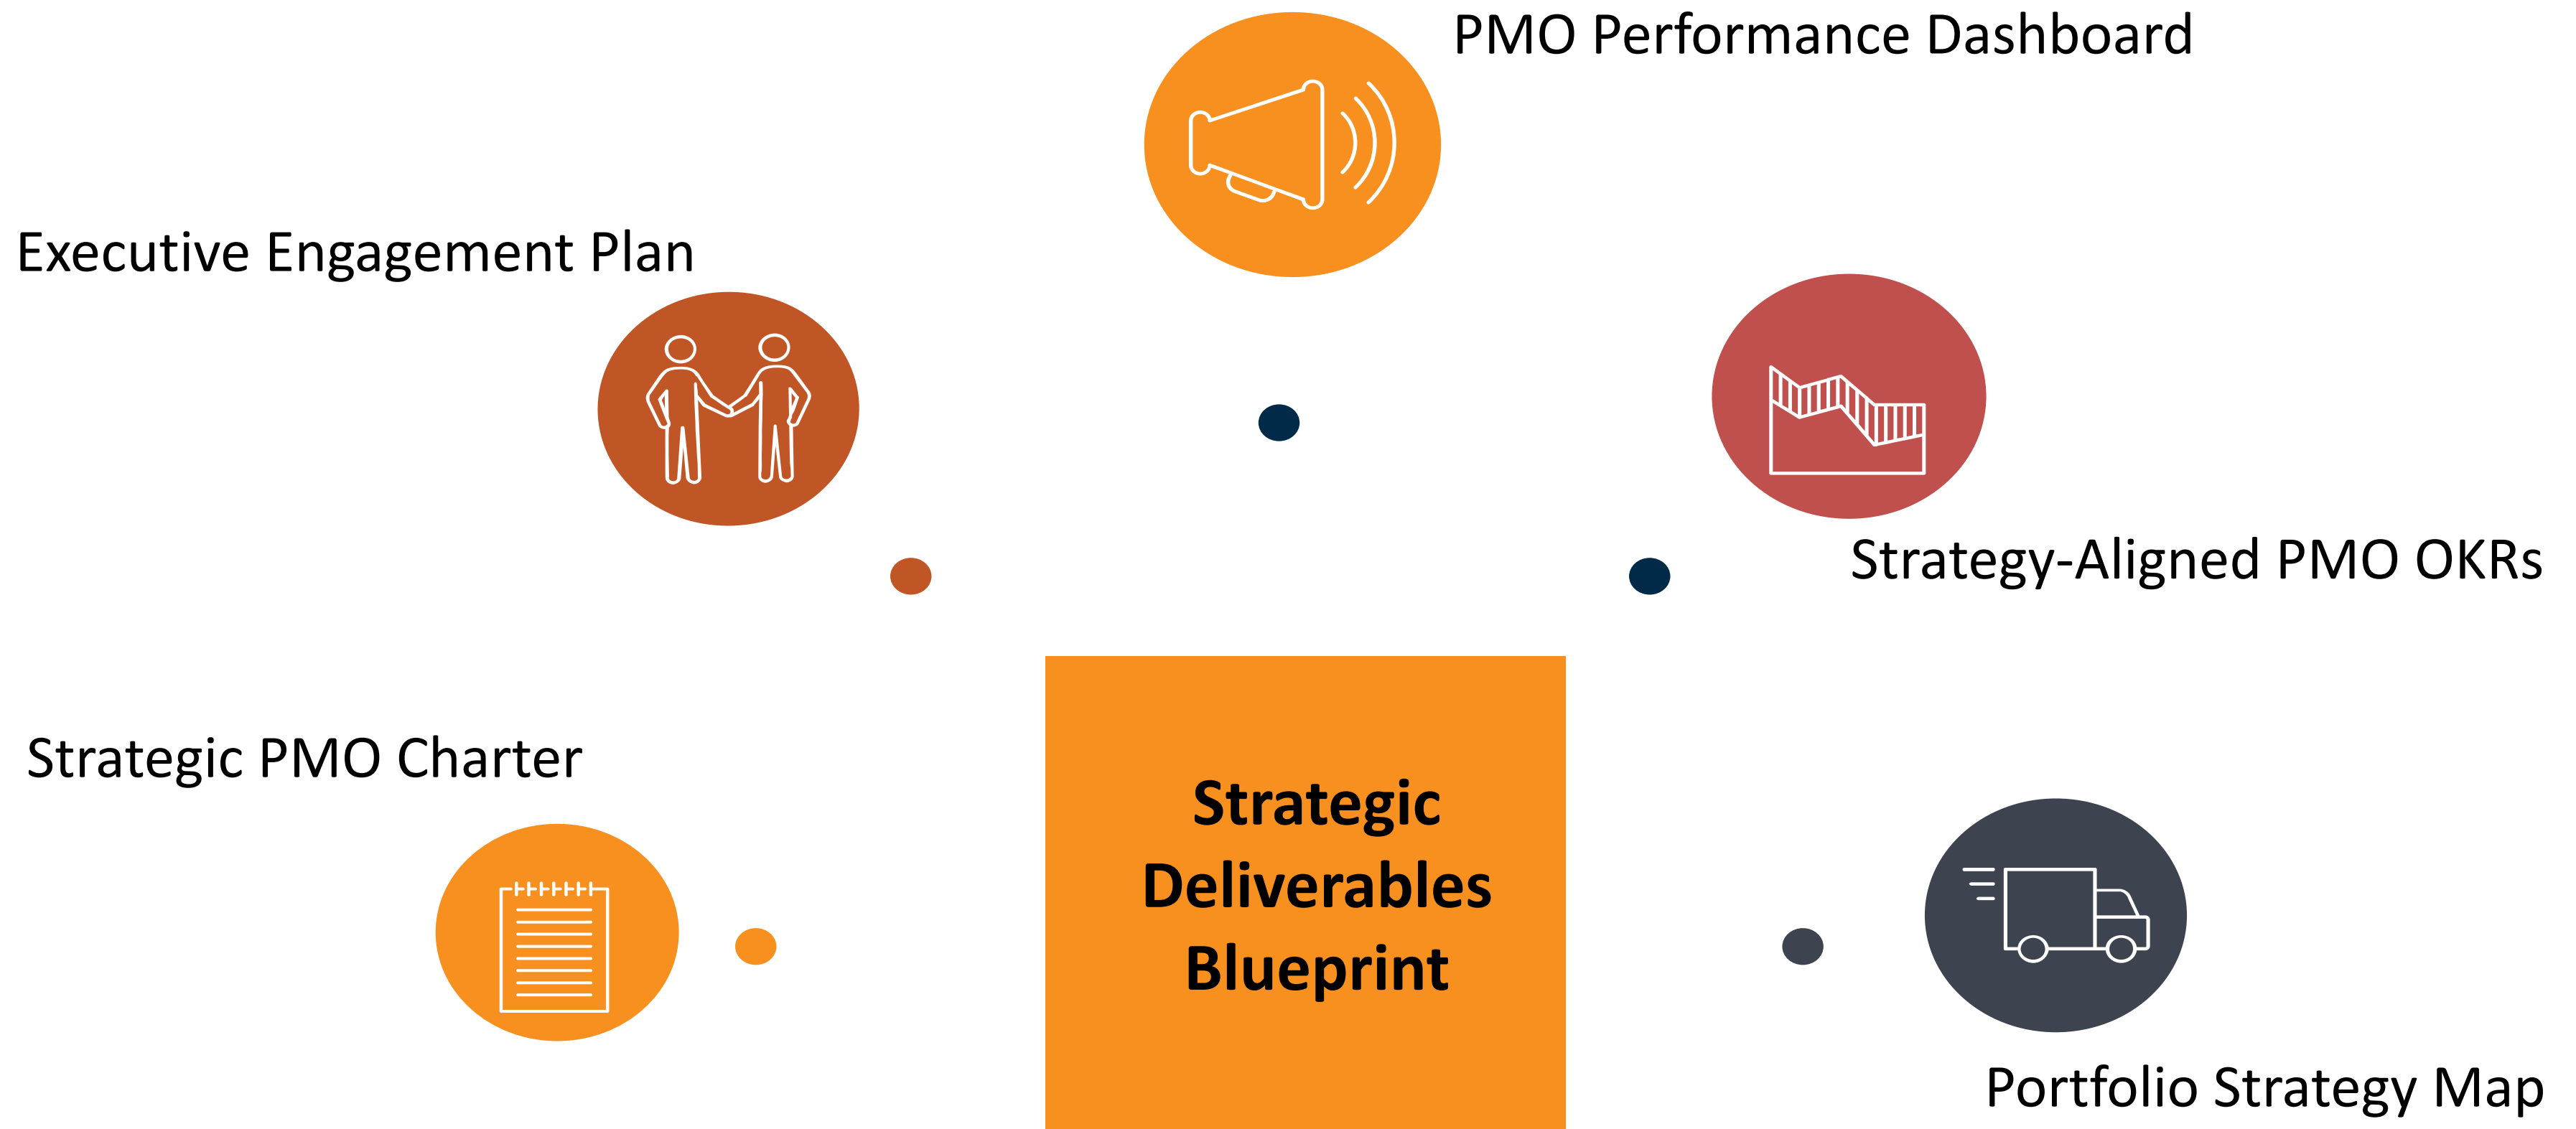 PMO Performance Dashboard
Executive Engagement Plan
Strategy-Aligned PMO OKRs
Strategic PMO Charter
Strategic
Deliverables
Blueprint
Portfolio Strategy Map